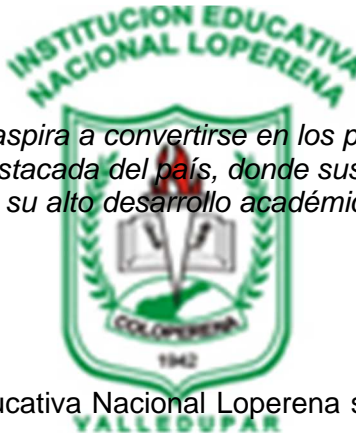 INSTITUCION EDUCATIVA
NACIONAL LOPERENA
aspira a convertirse en los p
stacada del país, donde sus
su alto desarrollo académic
COLOPERENA
1942
ucativa Nacional Loperena s
VALLEDUPAR